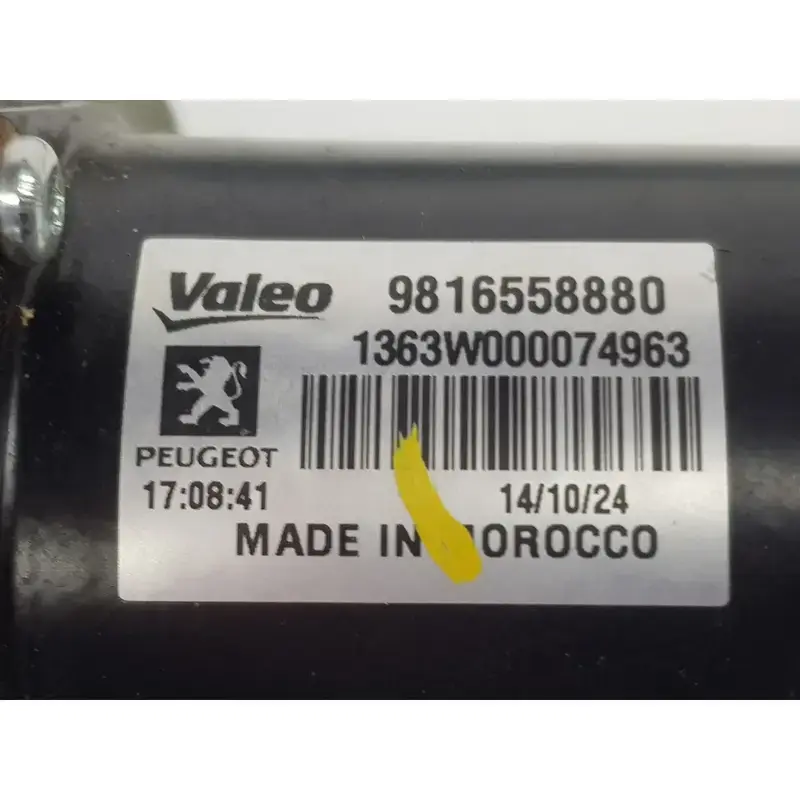 Valeo 9816558880
1363W000074963
PEUGEOT
17:08:41 14/10/24
MADE IN MOROCCO